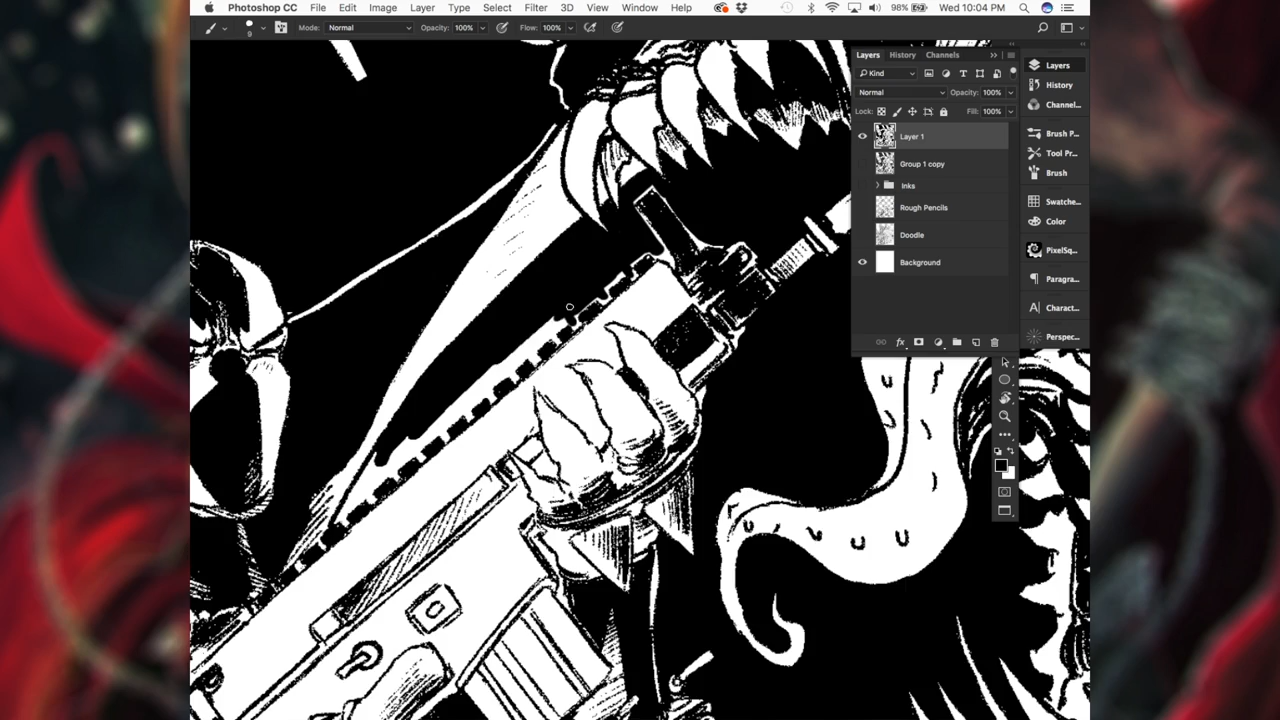 Photoshop CC File Edit Image Layer Type Select Filter 3D View Window Help 98% Wed 10:04 PM
9 Mode: Normal Opacity: 100% Flow: 100%
Layers History Channels
Kind
Normal Opacity: 100%
Lock: Fill: 100%
Layer 1
Group 1 copy
Inks
Rough Pencils
Doodle
Background
fx
Layers
History
Channel...
Brush P...
Tool Pr...
Brush
Swatche...
Color
PixelSq...
Paragra...
Charact...
Perspec...